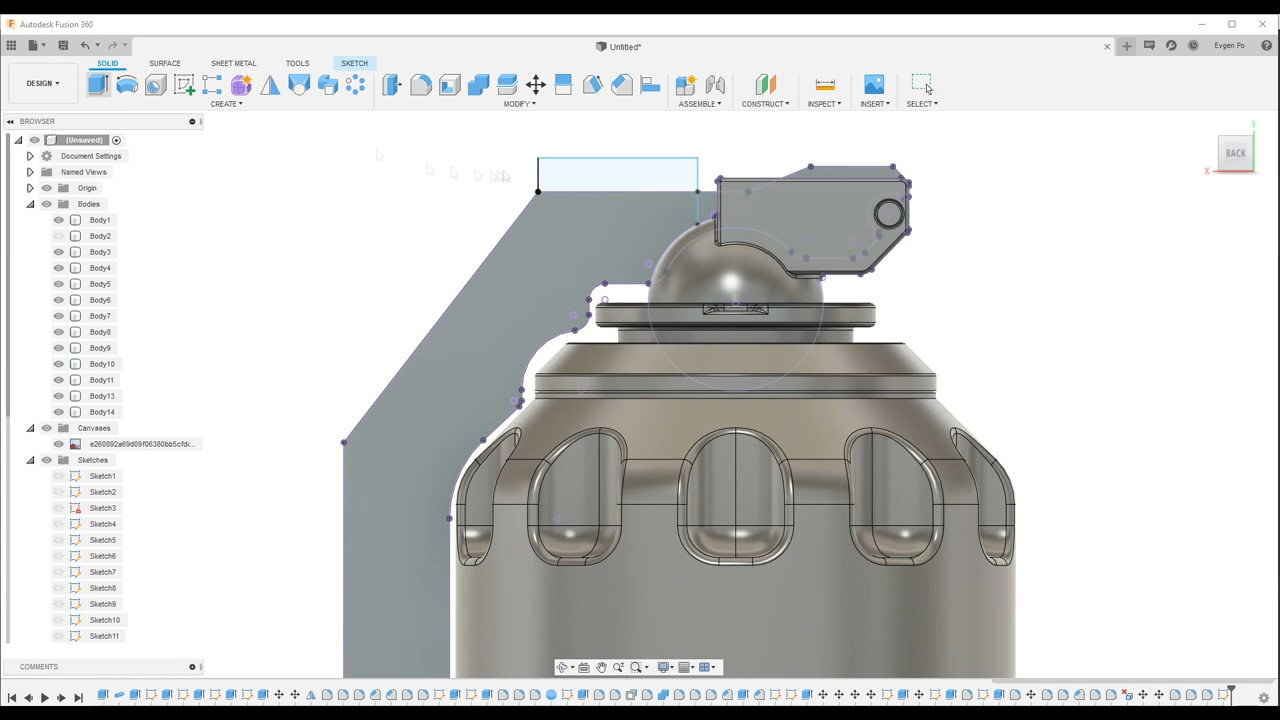 Autodesk Fusion 360
Untitled*
Evgen Po
SOLID SURFACE SHEET METAL TOOLS SKETCH
DESIGN
CREATE MODIFY ASSEMBLE CONSTRUCT INSPECT INSERT SELECT
BROWSER
(Unsaved)
Document Settings
Named Views
Origin
Bodies
Body1
Body2
Body3
Body4
Body5
Body6
Body7
Body8
Body9
Body10
Body11
Body13
Body14
Canvases
Sketches
Sketch1
Sketch2
Sketch3
Sketch4
Sketch5
Sketch6
Sketch7
Sketch8
Sketch9
Sketch10
Sketch11
COMMENTS
Y
BACK
X